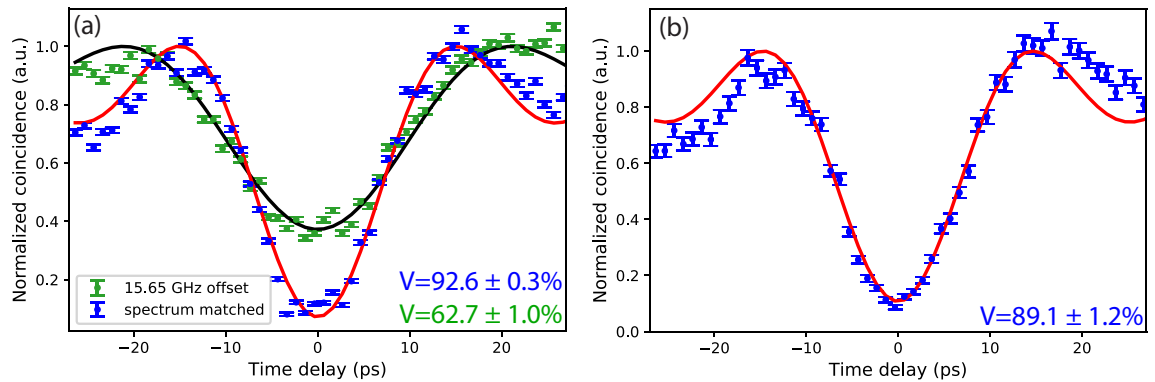 (a)
Normalized coincidence (a.u.)
1.0
0.8
0.6
0.4
0.2
15.65 GHz offset
spectrum matched
V=92.6 ± 0.3%
V=62.7 ± 1.0%
−20
−10
0
10
20
Time delay (ps)
(b)
Normalized coincidence (a.u.)
1.0
0.8
0.6
0.4
0.2
0.0
V=89.1 ± 1.2%
−20
−10
0
10
20
Time delay (ps)